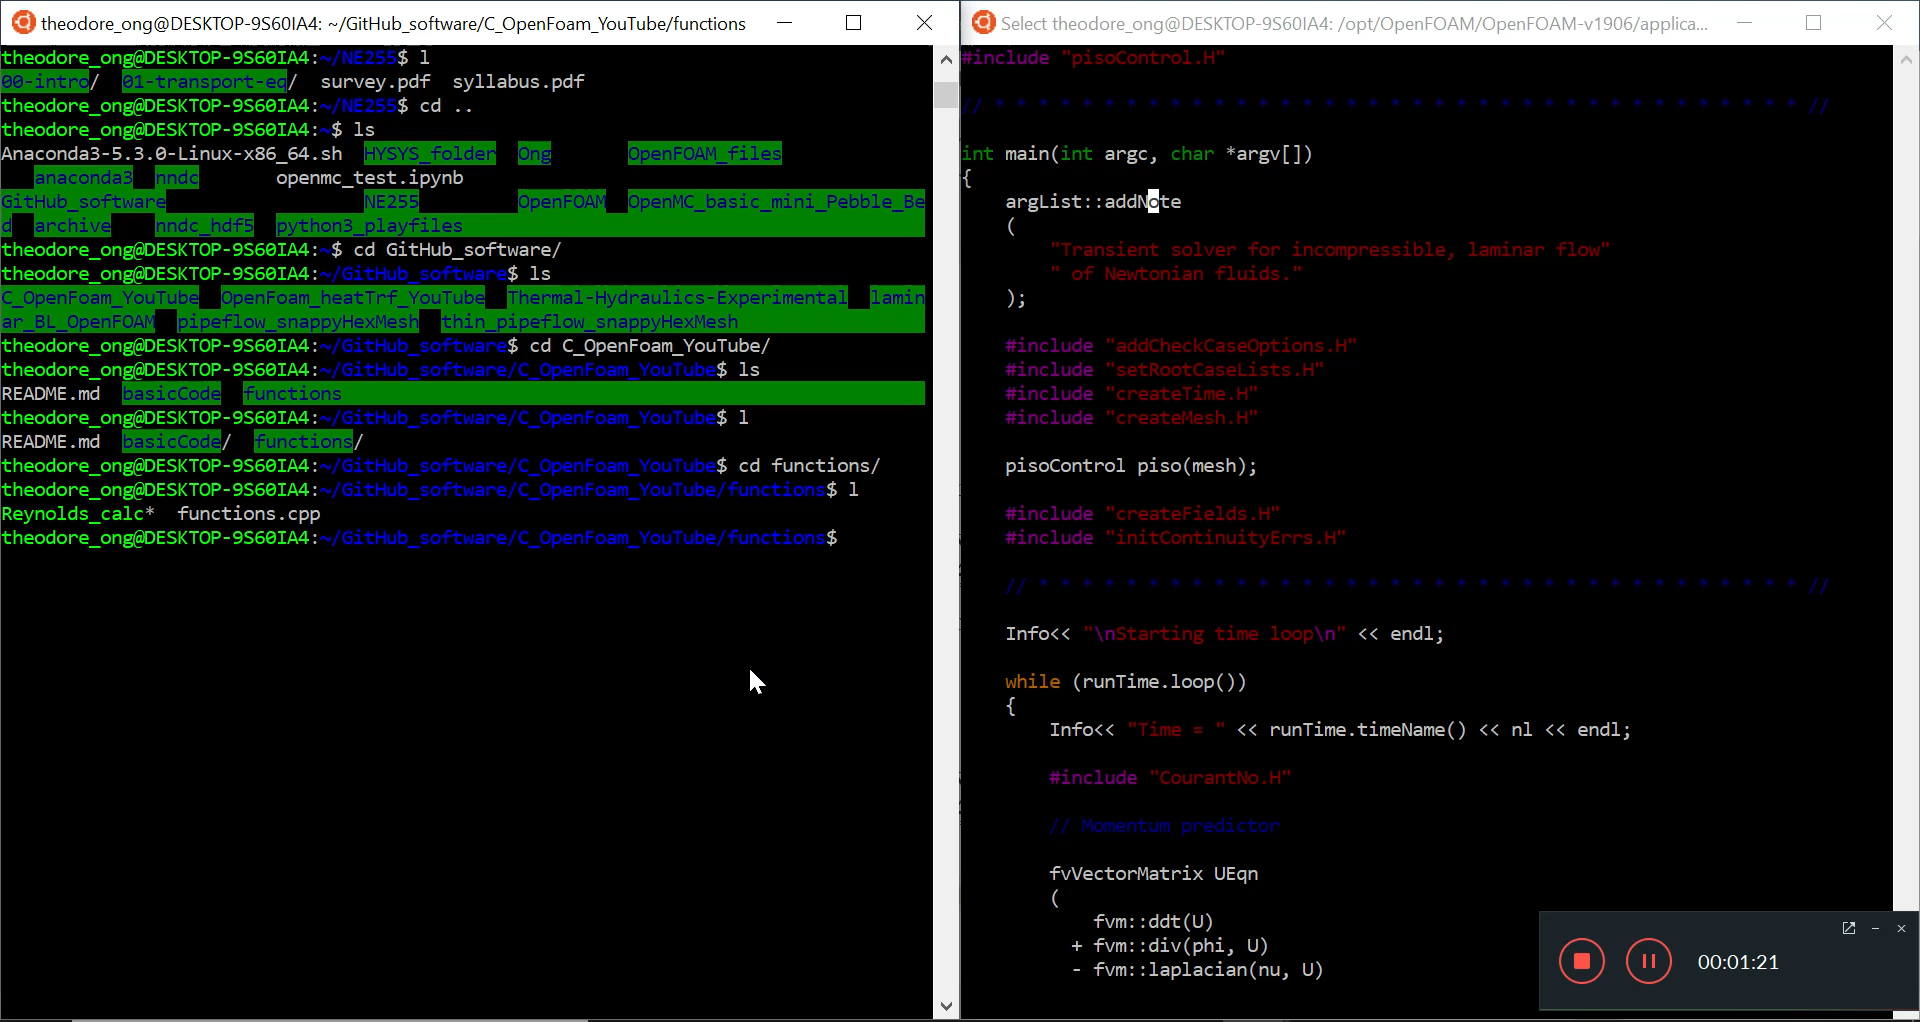 theodore_ong@DESKTOP-9S60IA4: ~/GitHub_software/C_OpenFoam_YouTube/functions
theodore_ong@DESKTOP-9S60IA4:~/NE255$ l
00-intro/  01-transport-eq/  survey.pdf  syllabus.pdf
theodore_ong@DESKTOP-9S60IA4:~/NE255$ cd ..
theodore_ong@DESKTOP-9S60IA4:~$ ls
Anaconda3-5.3.0-Linux-x86_64.sh  HYSYS_folder  Ong  OpenFOAM_files
anaconda3  nndc  openmc_test.ipynb
GitHub_software  NE255  OpenFOAM  OpenMC_basic_mini_Pebble_Be
d  archive  nndc_hdf5  python3_playfiles
theodore_ong@DESKTOP-9S60IA4:~$ cd GitHub_software/
theodore_ong@DESKTOP-9S60IA4:~/GitHub_software$ ls
C_OpenFoam_YouTube  OpenFoam_heatTrf_YouTube  Thermal-Hydraulics-Experimental  lamin
ar_BL_OpenFOAM  pipeflow_snappyHexMesh  thin_pipeflow_snappyHexMesh
theodore_ong@DESKTOP-9S60IA4:~/GitHub_software$ cd C_OpenFoam_YouTube/
theodore_ong@DESKTOP-9S60IA4:~/GitHub_software/C_OpenFoam_YouTube$ ls
README.md  basicCode  functions
theodore_ong@DESKTOP-9S60IA4:~/GitHub_software/C_OpenFoam_YouTube$ l
README.md  basicCode/  functions/
theodore_ong@DESKTOP-9S60IA4:~/GitHub_software/C_OpenFoam_YouTube$ cd functions/
theodore_ong@DESKTOP-9S60IA4:~/GitHub_software/C_OpenFoam_YouTube/functions$ l
Reynolds_calc*  functions.cpp
theodore_ong@DESKTOP-9S60IA4:~/GitHub_software/C_OpenFoam_YouTube/functions$
Select theodore_ong@DESKTOP-9S60IA4: /opt/OpenFOAM/OpenFOAM-v1906/applica...
#include "pisoControl.H"
// * * * * * * * * * * * * * * * * * * * * * * * * * * * * * * * * * * * * * //
int main(int argc, char *argv[])
{
argList::addNote
(
"Transient solver for incompressible, laminar flow"
" of Newtonian fluids."
);
#include "addCheckCaseOptions.H"
#include "setRootCaseLists.H"
#include "createTime.H"
#include "createMesh.H"
pisoControl piso(mesh);
#include "createFields.H"
#include "initContinuityErrs.H"
// * * * * * * * * * * * * * * * * * * * * * * * * * * * * * * * * * * * //
Info<< "\nStarting time loop\n" << endl;
while (runTime.loop())
{
Info<< "Time = " << runTime.timeName() << nl << endl;
#include "CourantNo.H"
// Momentum predictor
fvVectorMatrix UEqn
(
fvm::ddt(U)
+ fvm::div(phi, U)
- fvm::laplacian(nu, U)
00:01:21